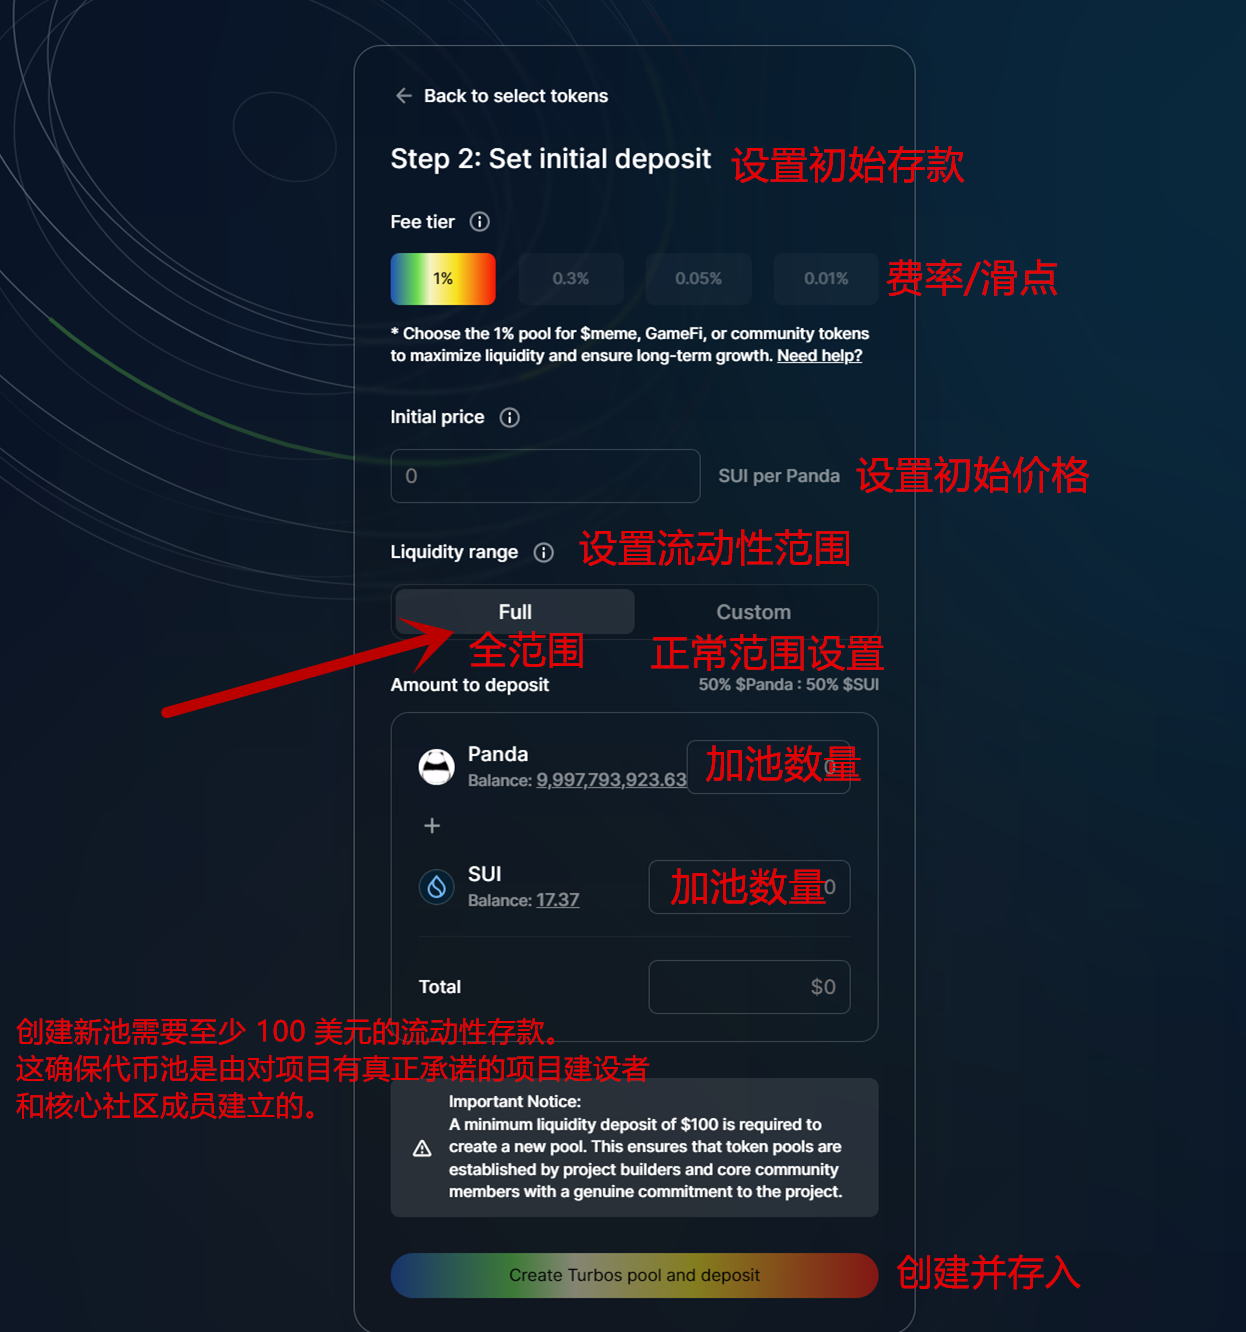 Back to select tokens
Step 2: Set initial deposit 设置初始存款
Fee tier
1% 0.3% 0.05% 0.01% 费率/滑点
* Choose the 1% pool for $meme, GameFi, or community tokens
to maximize liquidity and ensure long-term growth. Need help?
Initial price
0 SUI per Panda 设置初始价格
Liquidity range 设置流动性范围
Full Custom
全范围 正常范围设置
Amount to deposit 50% $Panda : 50% $SUI
Panda
Balance: 9,997,793,923.63 加池数量 0
+
SUI
Balance: 17.37 加池数量 0
Total $0
创建新池需要至少 100 美元的流动性存款。
这确保代币池是由对项目有真正承诺的项目建设者
和核心社区成员建立的。
Important Notice:
A minimum liquidity deposit of $100 is required to
create a new pool. This ensures that token pools are
established by project builders and core community
members with a genuine commitment to the project.
Create Turbos pool and deposit 创建并存入